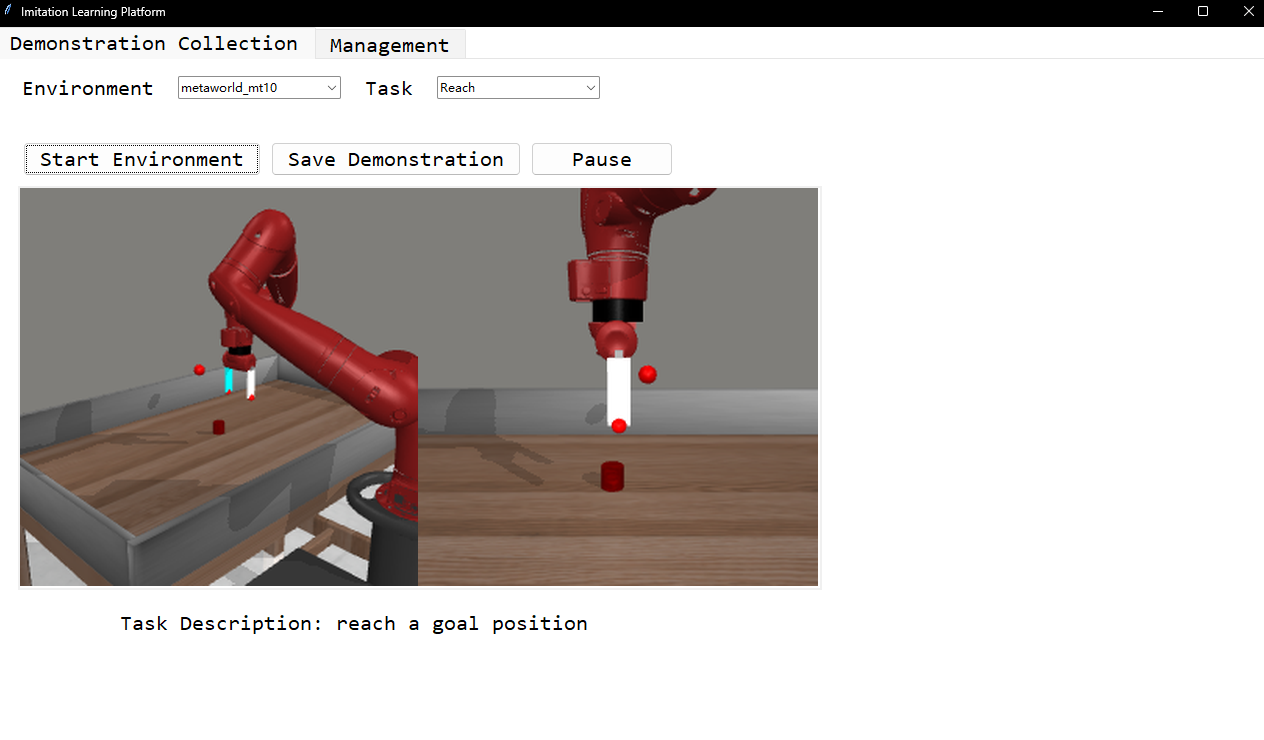 Imitation Learning Platform
Demonstration Collection Management
Environment metaworld_mt10 Task Reach
Start Environment Save Demonstration Pause
Task Description: reach a goal position